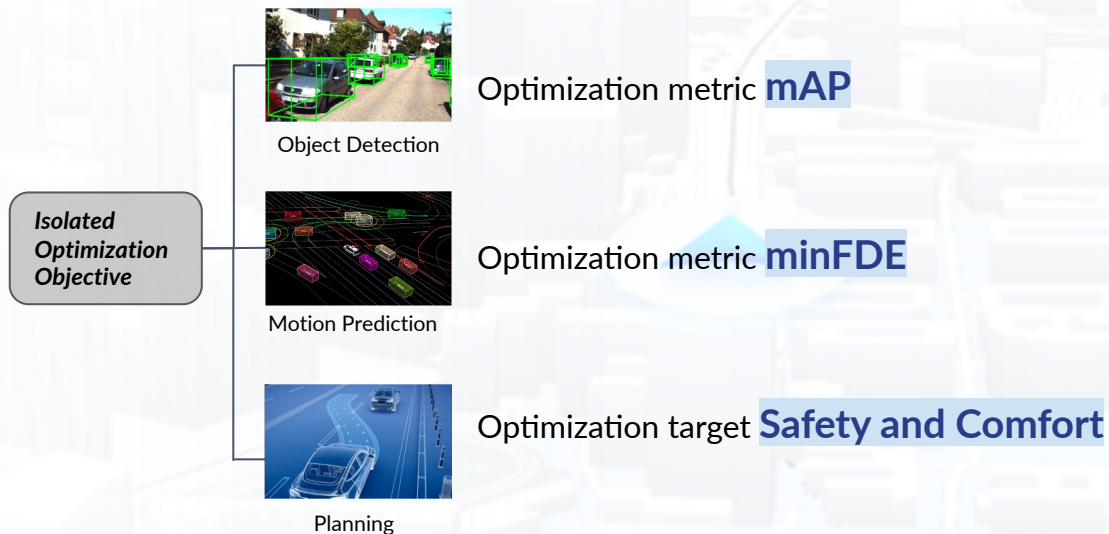 Isolated
Optimization
Objective
Object Detection
Optimization metric mAP
Motion Prediction
Optimization metric minFDE
Planning
Optimization target Safety and Comfort